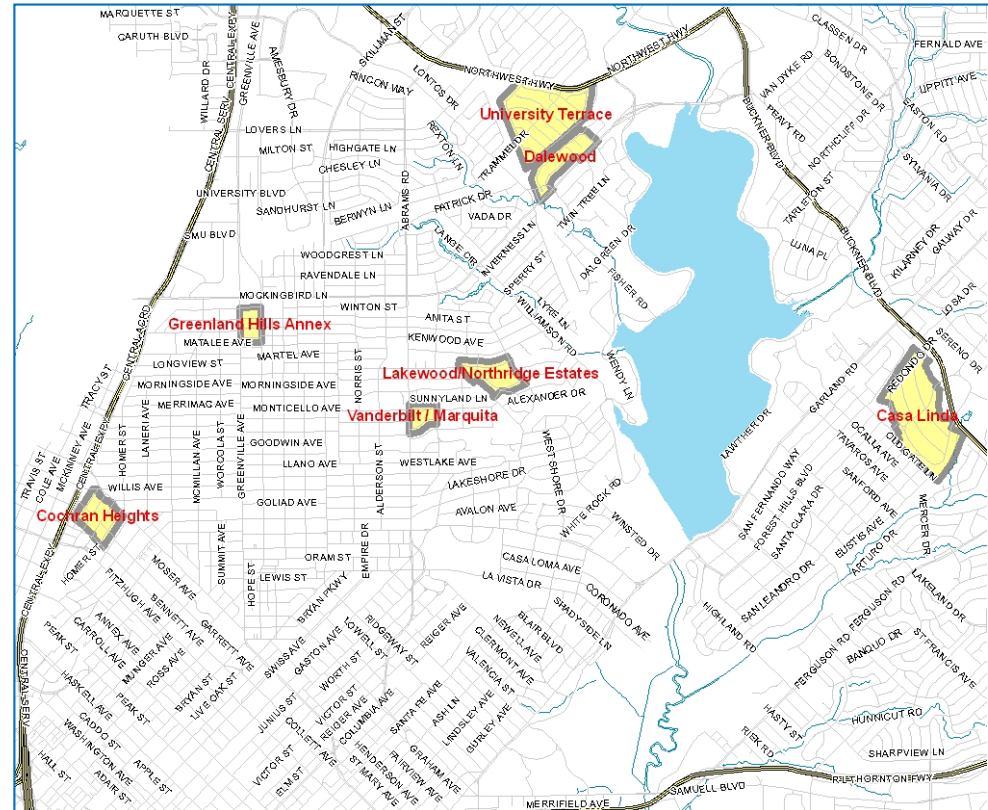 MARQUETTE ST
CARUTH BLVD
SKILLMAN ST
CLASSEN DR
FERNALD AVE
BONDSTONE DR
LIPPITT AVE
WILLARD DR
CENTRAL EXPY
GREENVILLE AVE
AMESBURY DR
RINCON WAY
LONTOS DR
NORTHWEST HWY
NORTHWEST HWY
VAN DYKE RD
PEAVY RD
EASTON RD
University Terrace
BUCKNER BLVD
NORTHCLIFF DR
CENTRAL SERV
LOVERS LN
MILTON ST
HIGHGATE LN
CHESLEY LN
REXTON LN
TRAMMEL DR
Dalewood
SYLVANIA DR
UNIVERSITY BLVD
SANDHURST LN
BERWYN LN
ABRAMS RD
PATRICK DR
VADA DR
TWIN TREE LN
TARLETON ST
SMU BLVD
LANGE CIR
INVERNESS LN
SPERRY ST
DALGREEN DR
LUNA PL
KILARNEY DR
GALWAY DR
WOODGREST LN
RAVENDALE LN
FISHER RD
BUCKNER BLVD
MOCKINGBIRD LN
WINTON ST
LYRE LN
WILLIAMSON RD
LOSA DR
Greenland Hills Annex
ANITA ST
KENWOOD AVE
SERENO DR
MATALEE AVE
MARTEL AVE
LONGVIEW ST
NORRIS ST
WENDY LN
REDONDO DR
CENTRAL ACRD
TRACY ST
MORNINGSIDE AVE
MORNINGSIDE AVE
Lakewood/Northridge Estates
SUNNYLAND LN
ALEXANDER DR
GARLAND RD
MERRIMAC AVE
MONTICELLO AVE
Vanderbilt / Marquita
LAWTHER DR
Casa Linda
TRAVIS ST
COLE AVE
MCKINNEY AVE
CENTRAL EXPY
HOMER ST
LANERI AVE
MCMILLAN AVE
WORCOLA ST
GREENVILLE AVE
GOODWIN AVE
LLANO AVE
ALDERSON ST
WESTLAKE AVE
LAKESHORE DR
WEST SHORE DR
OCALLA AVE
TAVAROS AVE
OLDGATE LN
WILLIS AVE
GOLIAD AVE
AVALON AVE
WHITE ROCK RD
WINSTED DR
SAN FERNANDO WAY
FOREST HILLS BLVD
SANTA CLARA DR
SANFORD AVE
EUSTIS AVE
ARTURO DR
MERCER DR
Cochran Heights
HOMER ST
SUMMIT AVE
HOPE ST
ORAM ST
LEWIS ST
EMPIRE DR
CASA LOMA AVE
LA VISTA DR
CENTRAL EXPY
MOSER AVE
FITZHUGH AVE
BENNETT AVE
GARRETT AVE
BRYAN PKWY
CORONADO AVE
SHADYSIDE LN
HIGHLAND RD
SAN LEANDRO DR
FERGUSON RD
LAKELAND DR
PEAK ST
CARROLL AVE
ANNEX AVE
MUNGER AVE
ROSS AVE
BRYAN ST
LIVE OAK ST
SWISS AVE
GASTON AVE
LOWELL ST
RIDGEWAY ST
REIGER AVE
BLAIR BLVD
NEWELL AVE
CLERMONT AVE
VALENCIA ST
FERGUSON RD
BANQUO DR
ST FRANCIS AVE
CENTRAL SERV
HASKELL AVE
PEAK ST
CADDO ST
WASHINGTON AVE
HALL ST
ADAIR ST
APPLE ST
JUNIUS ST
WORTH ST
VICTOR ST
REIGER AVE
COLUMBIA AVE
COLLETT AVE
VICTOR ST
ELM ST
ST MARY AVE
HENDERSON AVE
FAIRVIEW AVE
GRAHAM AVE
SANTA FE AVE
ASH LN
LINDSLEY AVE
GURLEY AVE
HASTY ST
RIEK RD
HUNNICUT RD
SHARPVIEW LN
SAMUELL BLVD
R L THORNTON FWY
MERRIFIELD AVE